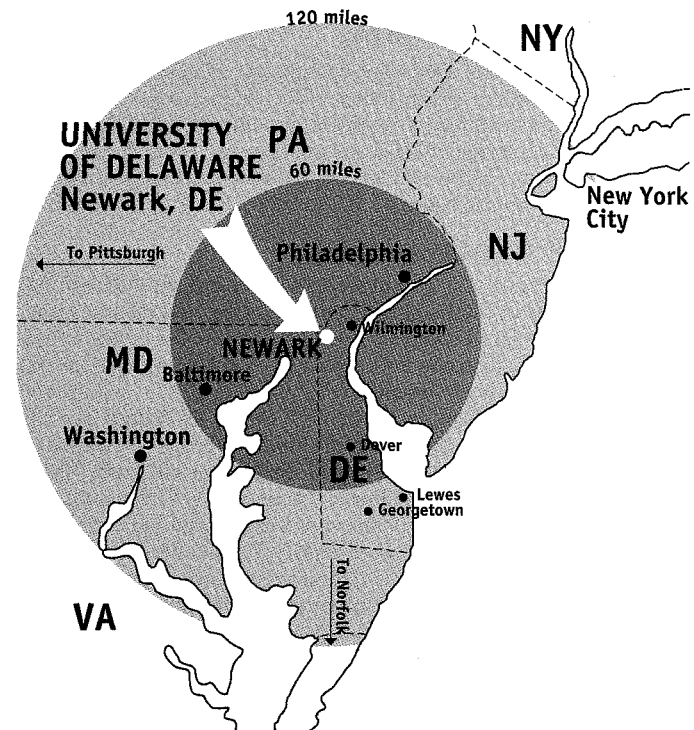 120 miles
NY
UNIVERSITY
OF DELAWARE
Newark, DE
PA
60 miles
New York
City
NJ
To Pittsburgh
Philadelphia
Wilmington
NEWARK
MD
Baltimore
Washington
Dover
DE
Lewes
Georgetown
To Norfolk
VA